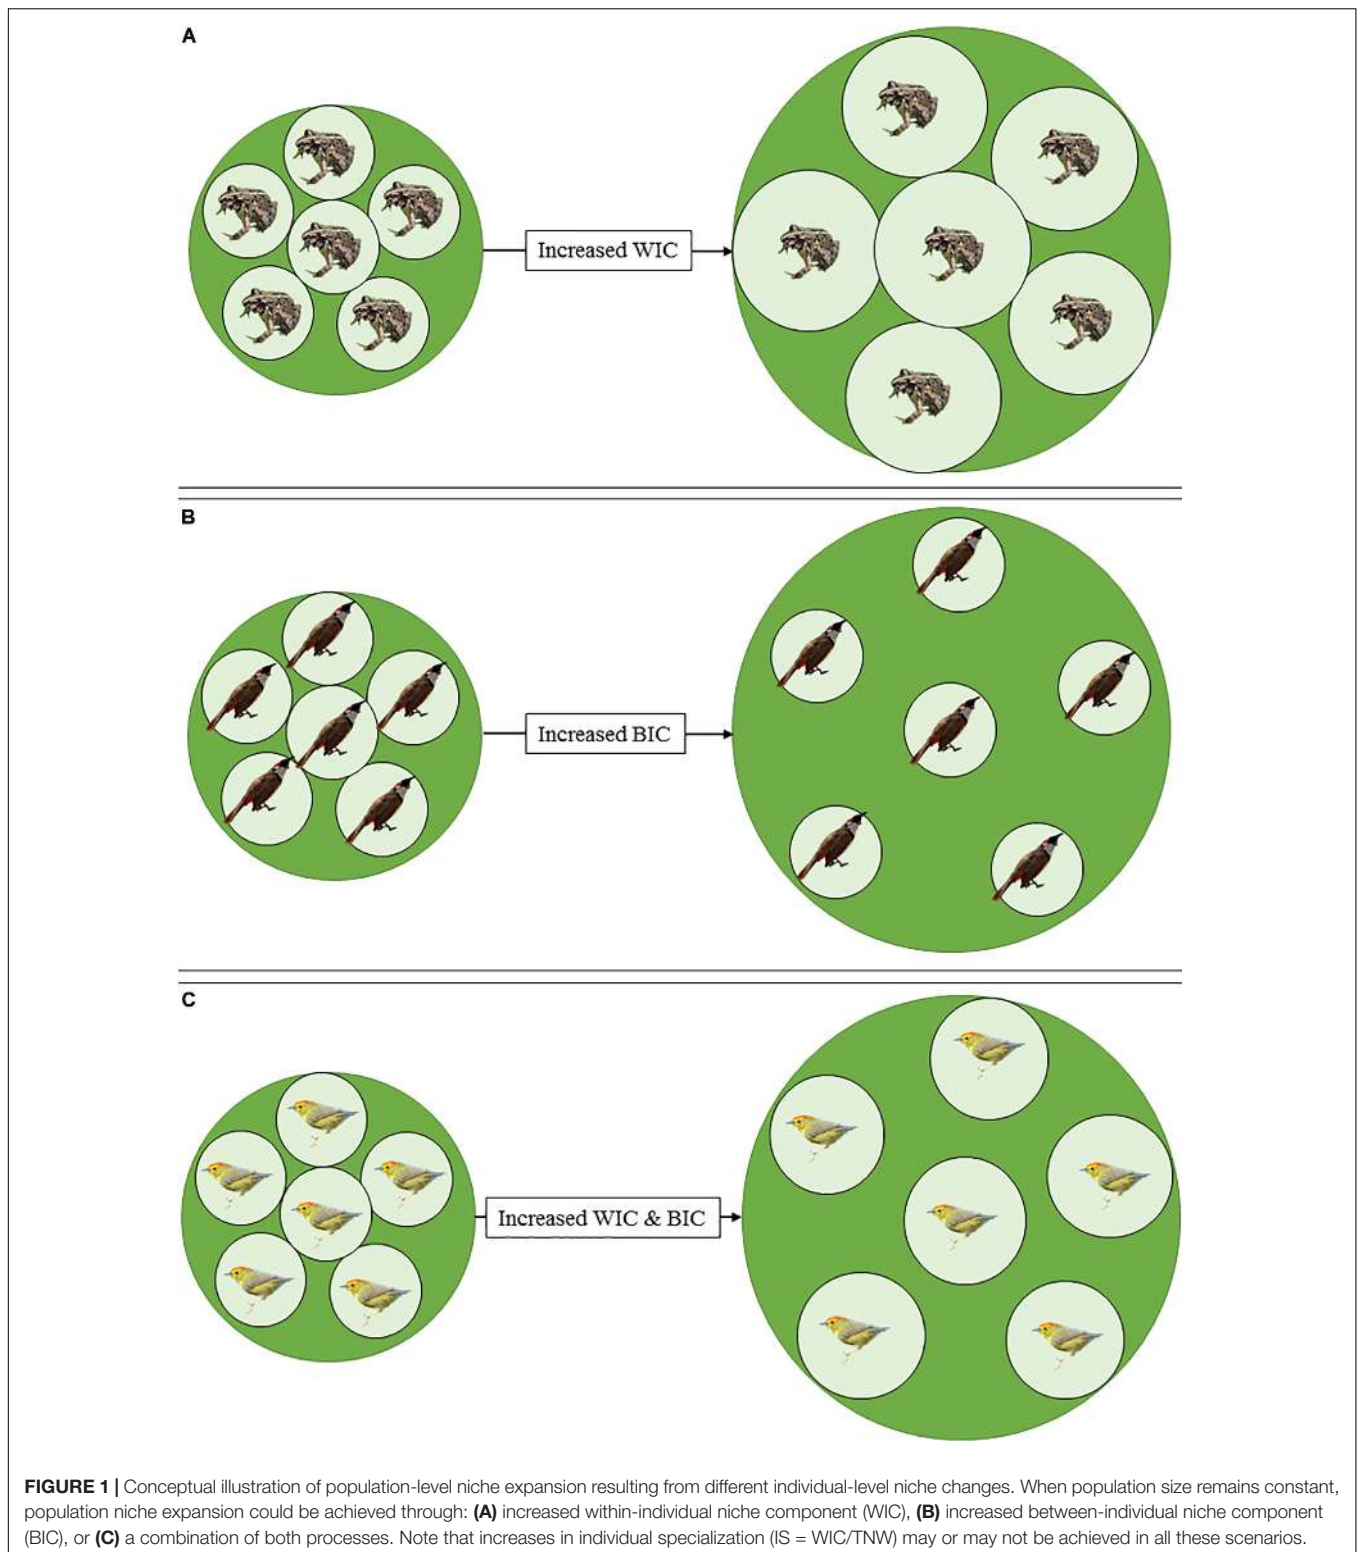 A
Increased WIC
B
Increased BIC
C
Increased WIC & BIC
FIGURE 1 | Conceptual illustration of population-level niche expansion resulting from different individual-level niche changes. When population size remains constant,
population niche expansion could be achieved through: (A) increased within-individual niche component (WIC), (B) increased between-individual niche component
(BIC), or (C) a combination of both processes. Note that increases in individual specialization (IS = WIC/TNW) may or may not be achieved in all these scenarios.